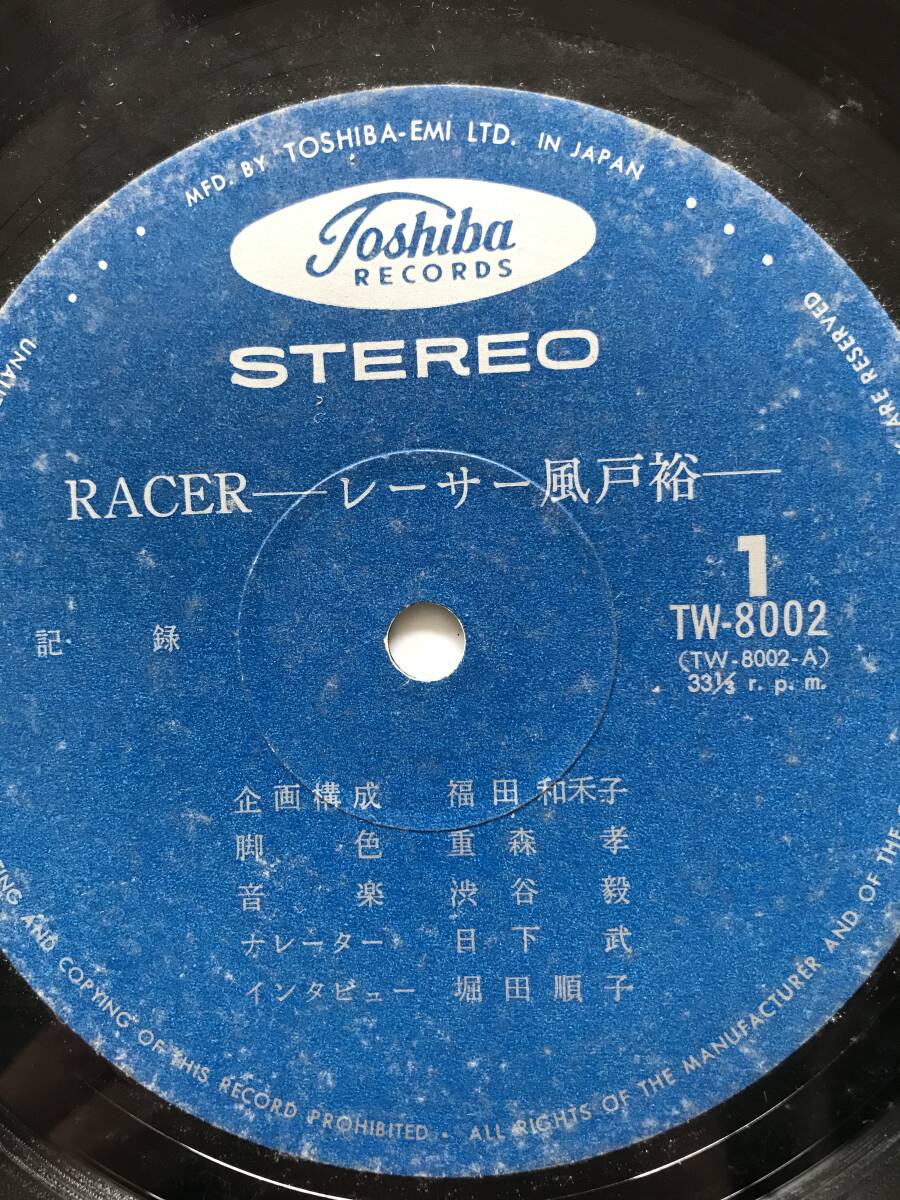 MFD. BY TOSHIBA-EMI LTD. IN JAPAN
Toshiba
RECORDS
STEREO
RACER—レーサー風戸裕—
1
TW-8002
(TW-8002-A)
33⅓ r. p. m.
記録
企画構成 福田和禾子
脚色 重森孝
音楽 渋谷毅
ナレーター 日下武
インタビュー 堀田順子
AND COPYING OF THIS RECORD PROHIBITED • ALL RIGHTS OF THE MANUFACTURER AND OF THE
ARE RESERVED